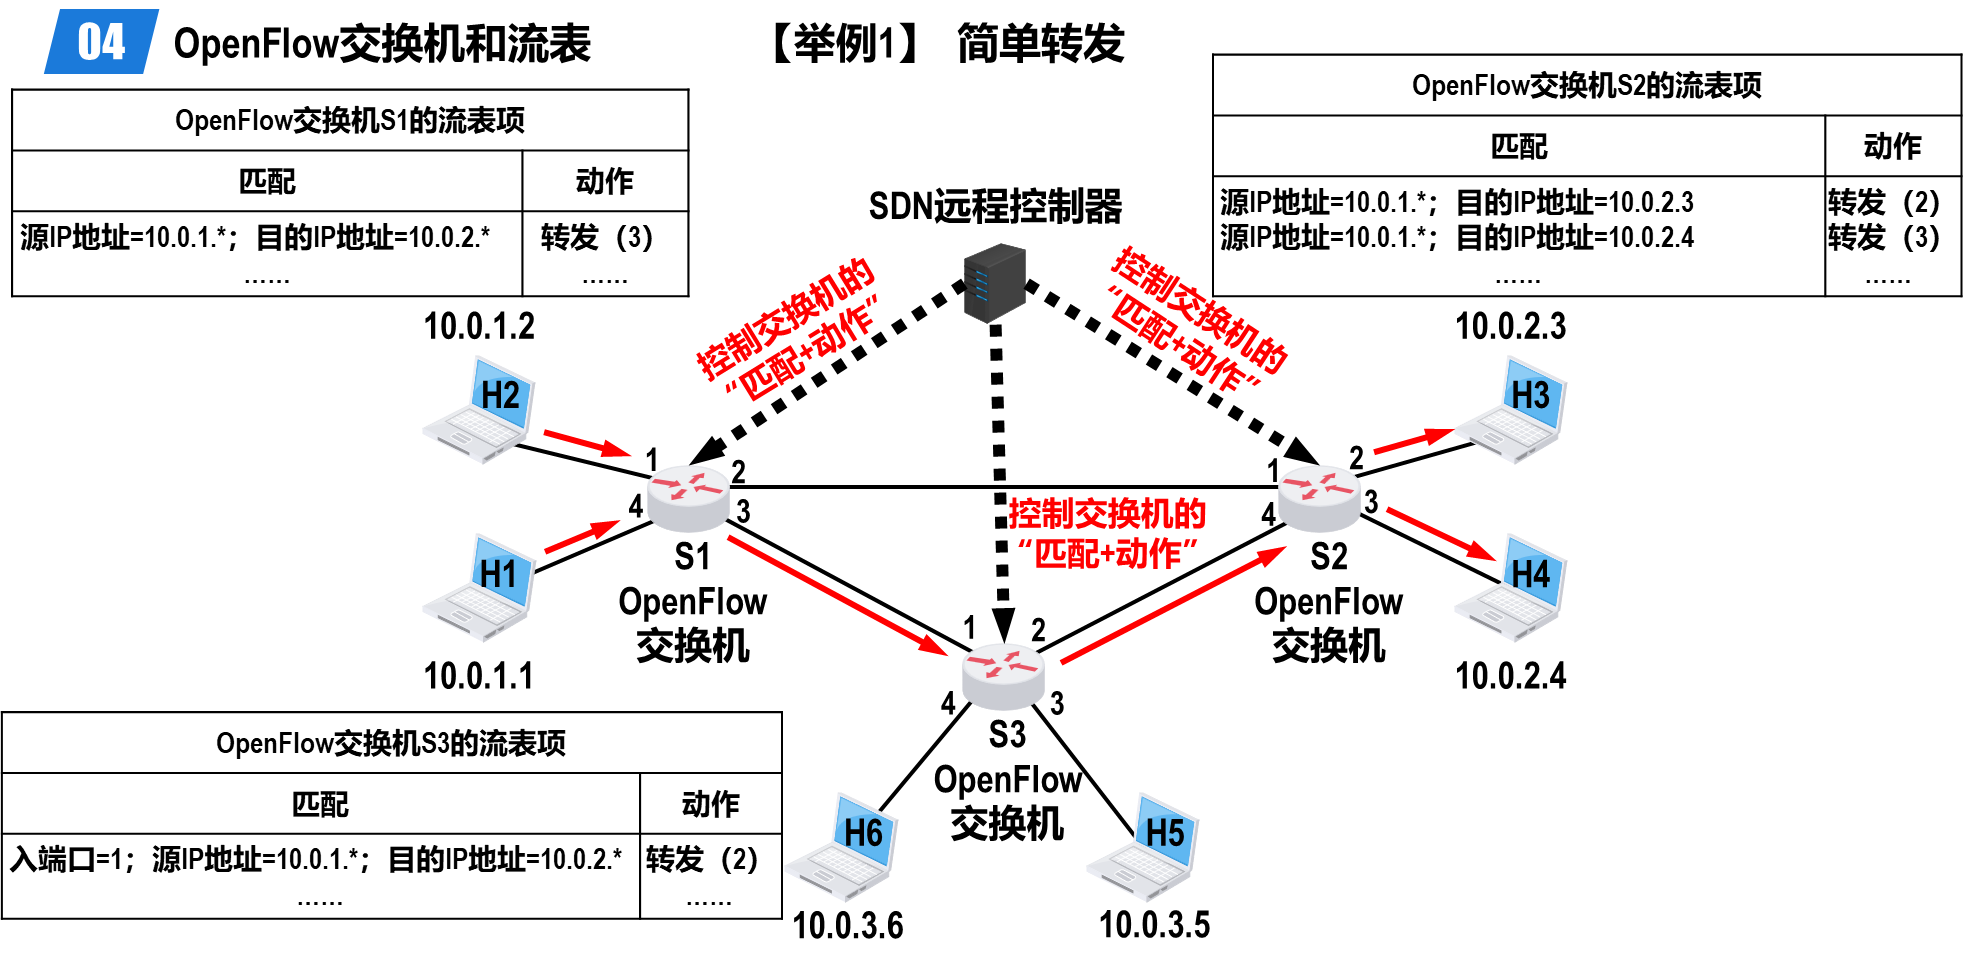 04 OpenFlow交换机和流表 【举例1】 简单转发
OpenFlow交换机S1的流表项
匹配 动作
源IP地址=10.0.1.*；目的IP地址=10.0.2.* 转发（3）
…… ……
OpenFlow交换机S2的流表项
匹配 动作
源IP地址=10.0.1.*；目的IP地址=10.0.2.3 转发（2）
源IP地址=10.0.1.*；目的IP地址=10.0.2.4 转发（3）
…… ……
SDN远程控制器
控制交换机的
“匹配+动作”
控制交换机的
“匹配+动作”
控制交换机的
“匹配+动作”
10.0.1.2
H2
H1
10.0.1.1
1
2
4
3
S1
OpenFlow
交换机
10.0.2.3
H3
H4
10.0.2.4
1
2
4
3
S2
OpenFlow
交换机
1
2
4
3
S3
OpenFlow
交换机
H6
10.0.3.6
H5
10.0.3.5
OpenFlow交换机S3的流表项
匹配 动作
入端口=1；源IP地址=10.0.1.*；目的IP地址=10.0.2.* 转发（2）
…… ……